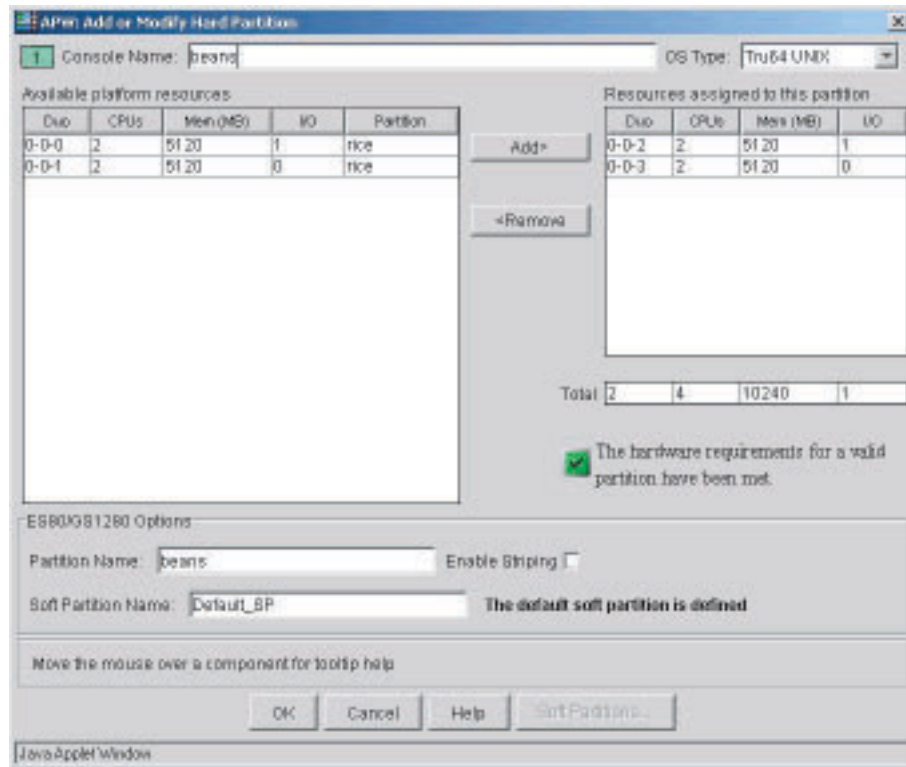 APM: Add or Modify Hard Partition
1 Console Name: beans OS Type: Tru64 UNIX
Available platform resources
Duo CPUs Mem (MB) I/O Partition
0-0-0 2 5120 1 rice
0-0-1 2 5120 0 rice
Add>
<Remove
Resources assigned to this partition
Duo CPUs Mem (MB) I/O
0-0-2 2 5120 1
0-0-3 2 5120 0
Total 2 4 10240 1
The hardware requirements for a valid
partition have been met.
ES80/GS1280 Options
Partition Name: beans Enable Striping
Soft Partition Name: Default_SP The default soft partition is defined
Move the mouse over a component for tooltip help
OK Cancel Help Soft Partitions...
Java Applet Window